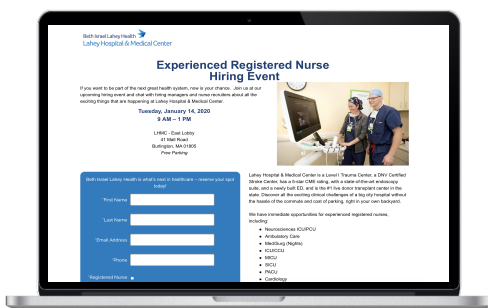 Beth Israel Lahey Health
Lahey Hospital & Medical Center
Experienced Registered Nurse
Hiring Event
If you want to be part of the next great health system, now is your chance. Join us at our
upcoming hiring event and chat with hiring managers and nurse recruiters about all the
exciting things that are happening at Lahey Hospital & Medical Center.
Tuesday, January 14, 2020
9 AM – 1 PM
LHMC - East Lobby
41 Mall Road
Burlington, MA 01805
Free Parking
Beth Israel Lahey Health is what's next in healthcare – reserve your spot
today!
*First Name
*Last Name
*Email Address
*Phone
*Registered Nurse
Lahey Hospital & Medical Center is a Level I Trauma Center, a DNV Certified
Stroke Center, has a 5-star CMS rating, with a state-of-the-art endoscopy
suite, and a newly built ED, and is the #1 live donor transplant center in the
state. Discover all the exciting clinical challenges of a big city hospital without
the hassle of the commute and cost of parking, right in your own backyard.
We have immediate opportunities for experienced registered nurses,
including:
Neurosciences ICU/PCU
Ambulatory Care
Med/Surg (Nights)
ICU/CCU
MICU
SICU
PACU
Cardiology